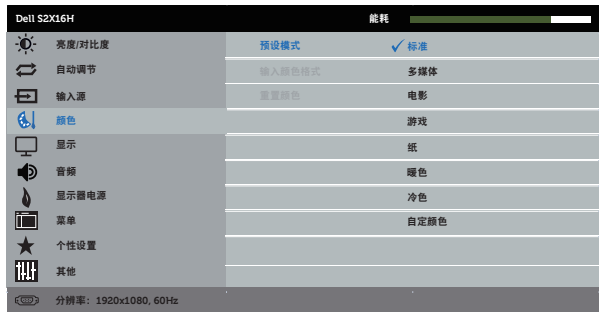 Dell S2X16H 能耗
亮度/对比度 预设模式 标准
自动调节 输入颜色格式 多媒体
输入源 重置颜色 电影
颜色 游戏
显示 纸
音频 暖色
显示器电源 冷色
菜单 自定颜色
个性设置
其他
分辨率：1920x1080, 60Hz